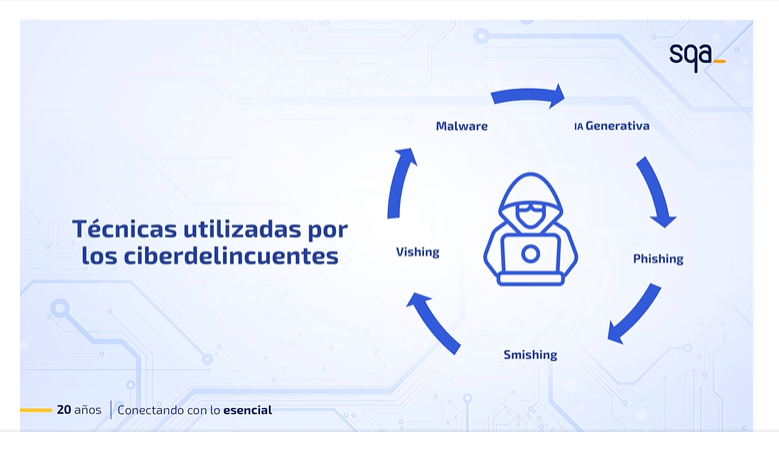 sqa_
Malware
IA Generativa
Técnicas utilizadas por
los ciberdelincuentes
Vishing
Phishing
Smishing
20 años | Conectando con lo esencial